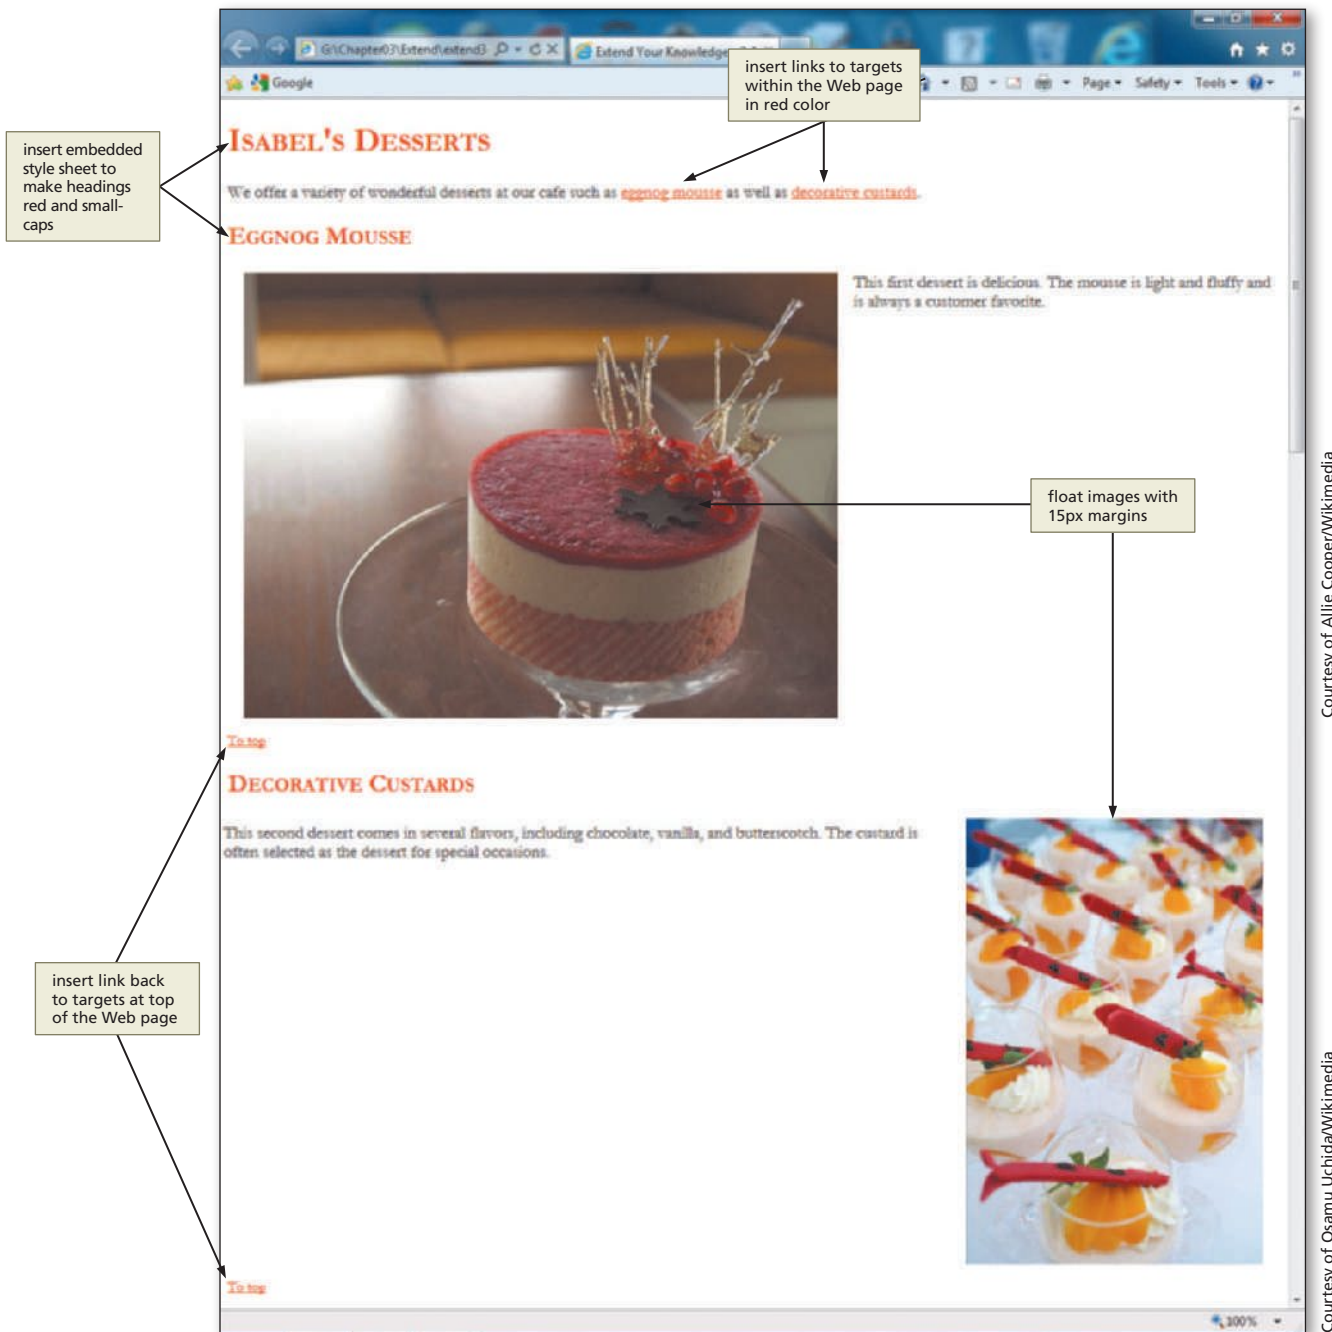 G:\Chapter03\Extend\extend3
Extend Your Knowledge
Google
Page
Safety
Tools
insert links to targets
within the Web page
in red color
insert embedded
style sheet to
make headings
red and small-
caps
ISABEL'S DESSERTS
We offer a variety of wonderful desserts at our cafe such as eggnog mousse as well as decorative custards.
EGGNOG MOUSSE
This first dessert is delicious. The mousse is light and fluffy and
is always a customer favorite.
float images with
15px margins
Courtesy of Allie Cooper/Wikimedia
To top
DECORATIVE CUSTARDS
This second dessert comes in several flavors, including chocolate, vanilla, and butterscotch. The custard is
often selected as the dessert for special occasions.
insert link back
to targets at top
of the Web page
Courtesy of Osamu Uchida/Wikimedia
To top
100%